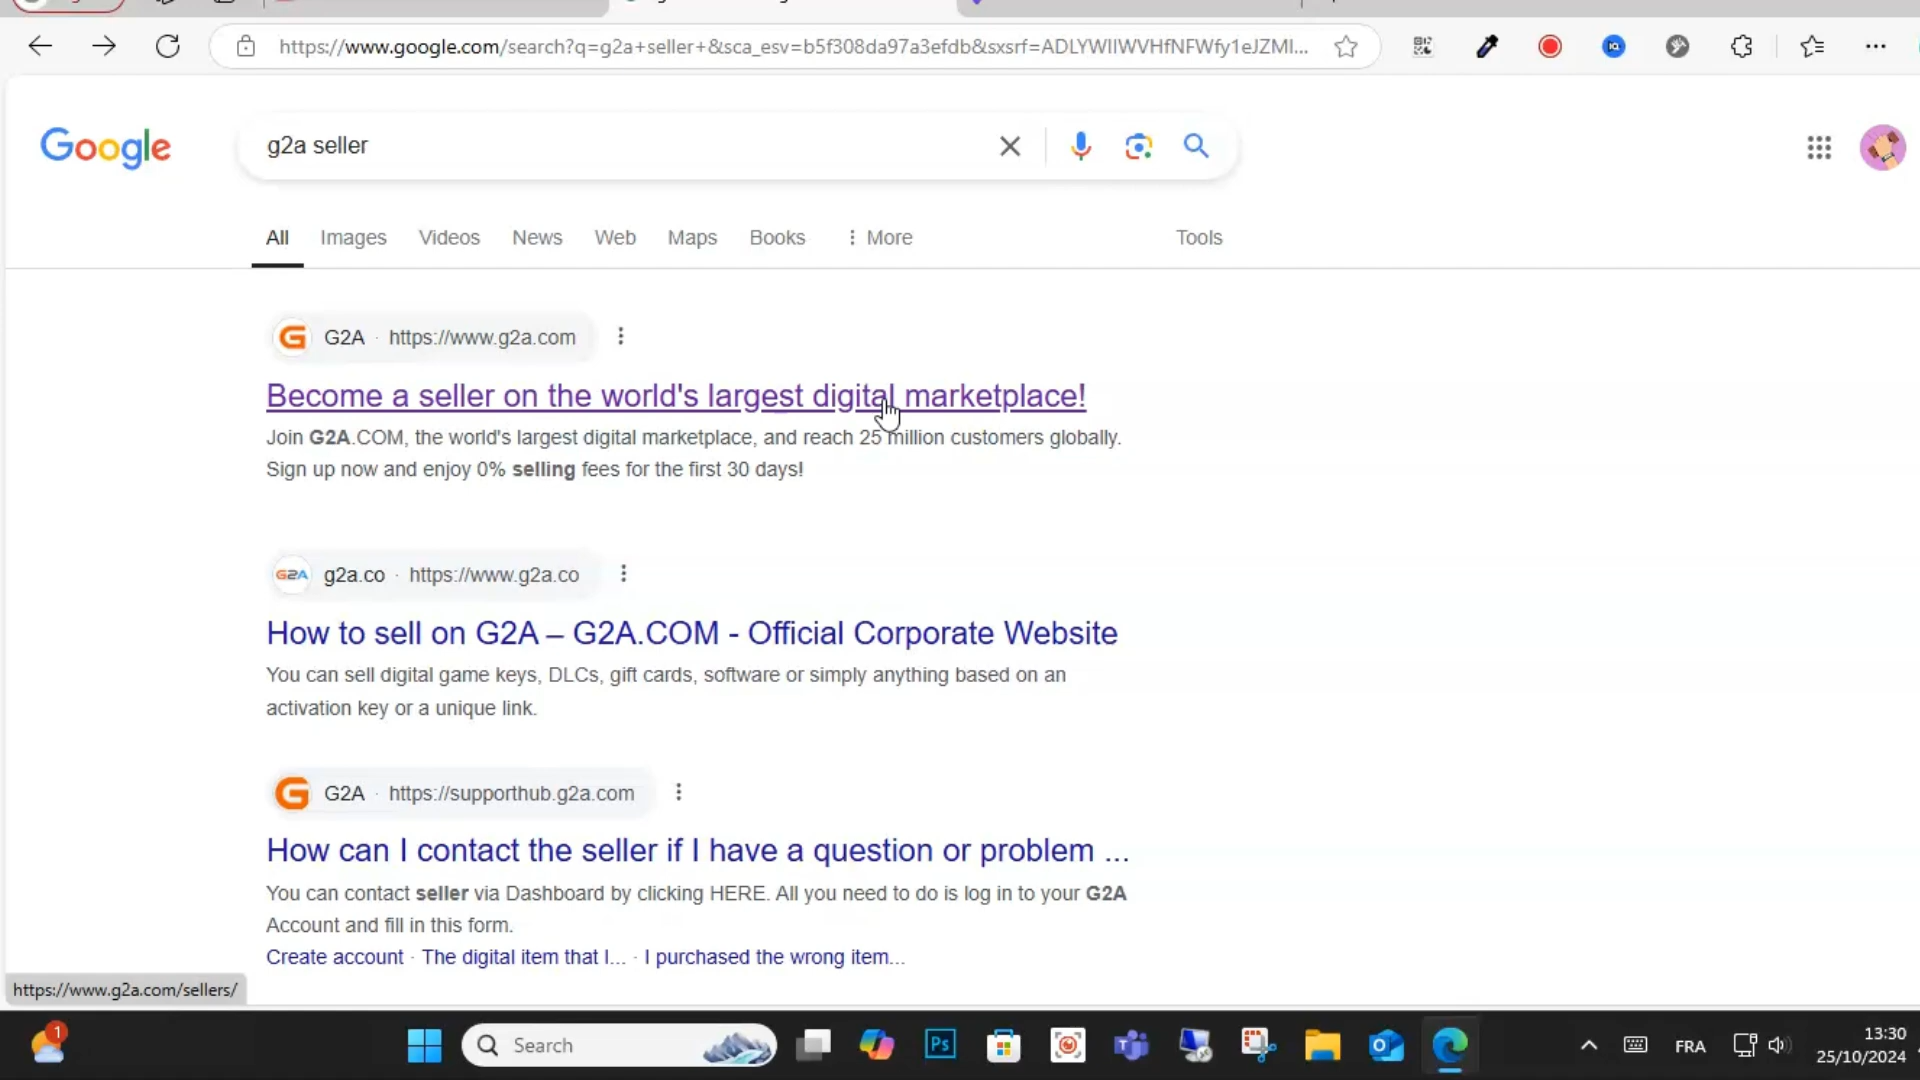 https://www.google.com/search?q=g2a+seller+&sca_esv=b5f308da97a3efdb&sxsrf=ADLYWIIWVHfNFWfy1eJZMI...
Google
g2a seller
All Images Videos News Web Maps Books More Tools
G2A · https://www.g2a.com
Become a seller on the world's largest digital marketplace!
Join G2A.COM, the world's largest digital marketplace, and reach 25 million customers globally.
Sign up now and enjoy 0% selling fees for the first 30 days!
G2A g2a.co · https://www.g2a.co
How to sell on G2A – G2A.COM - Official Corporate Website
You can sell digital game keys, DLCs, gift cards, software or simply anything based on an
activation key or a unique link.
G2A · https://supporthub.g2a.com
How can I contact the seller if I have a question or problem ...
You can contact seller via Dashboard by clicking HERE. All you need to do is log in to your G2A
Account and fill in this form.
Create account · The digital item that I... · I purchased the wrong item...
https://www.g2a.com/sellers/
1
Search
Ps
FRA
13:30
25/10/2024